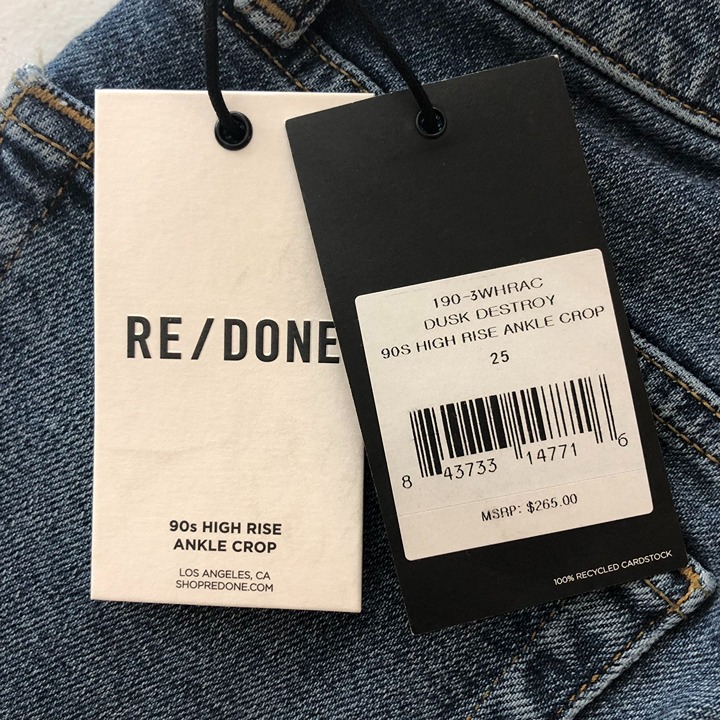 RE/DONE
90s HIGH RISE
ANKLE CROP
LOS ANGELES, CA
SHOPREDONE.COM
190-3WHRAC
DUSK DESTROY
90S HIGH RISE ANKLE CROP
25
8 43733 14771 6
MSRP: $265.00
100% RECYCLED CARDSTOCK